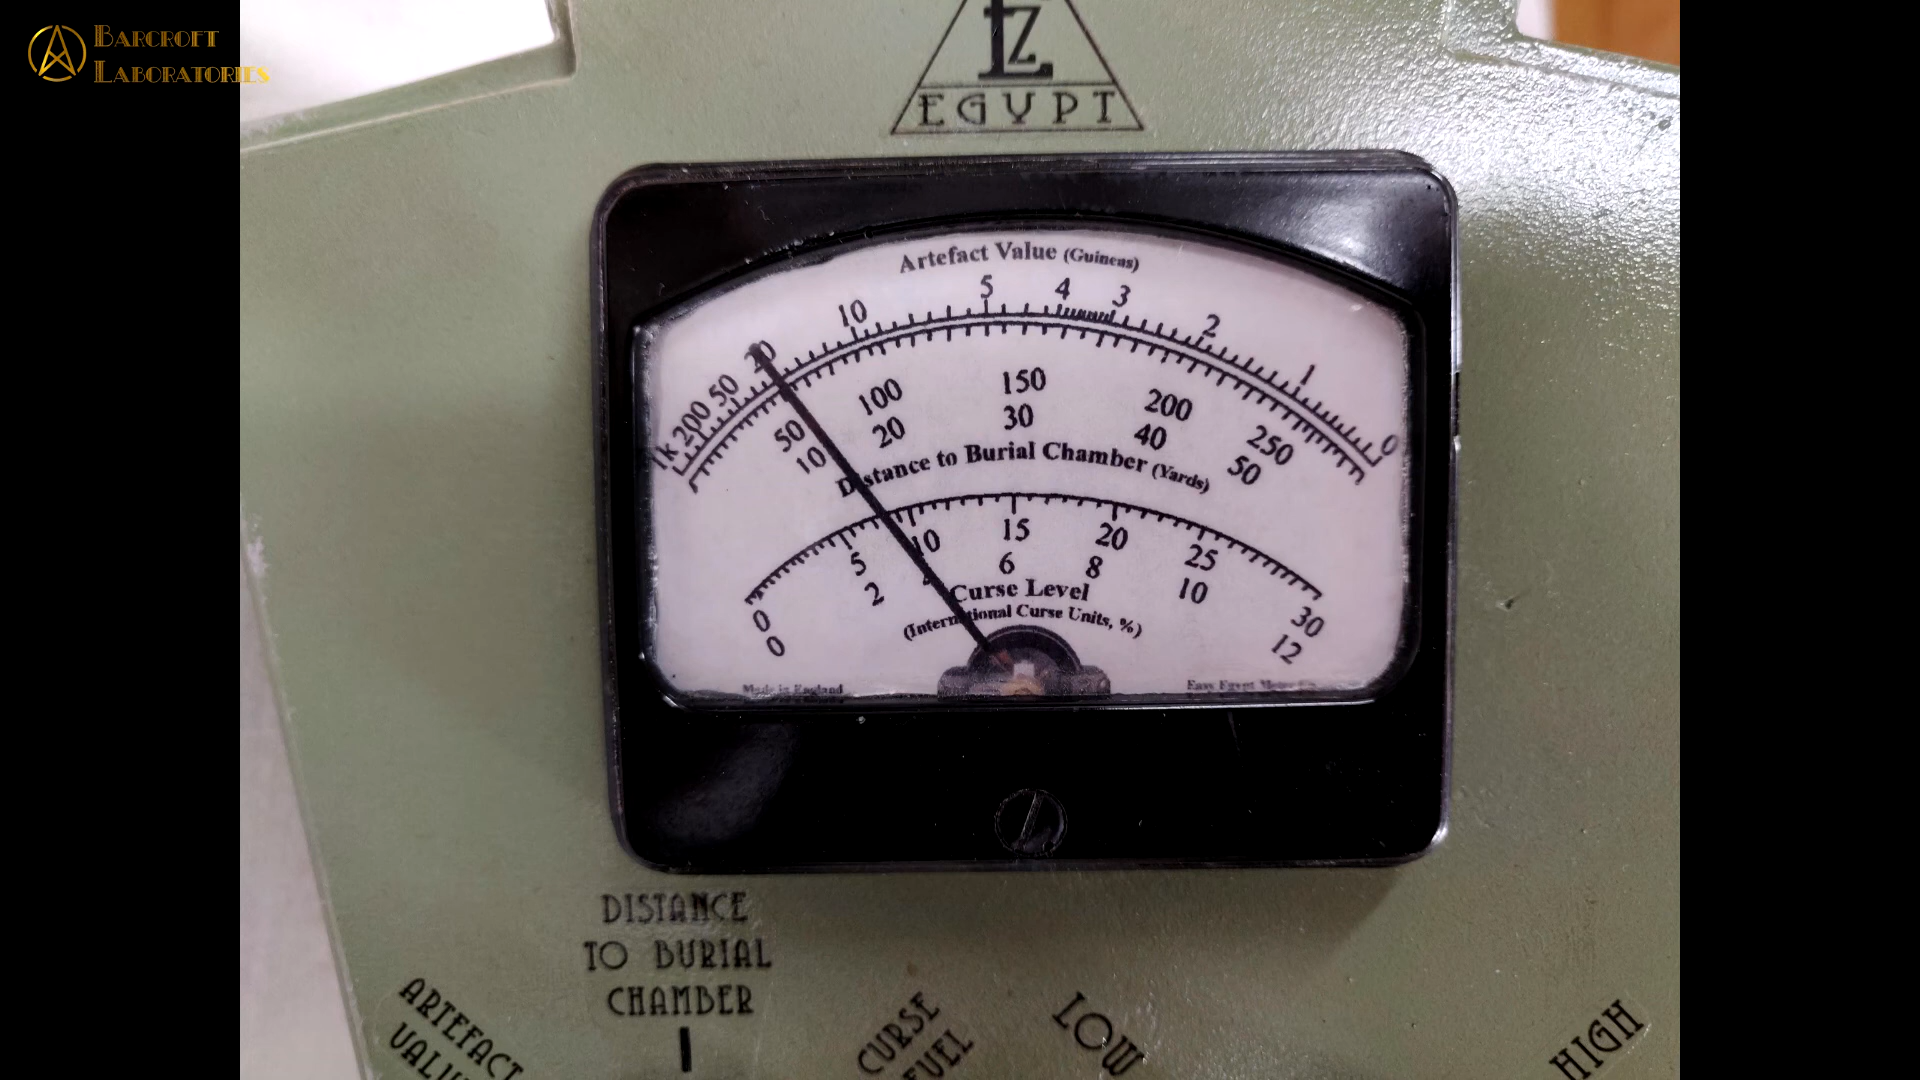 BARCROFT
LABORATORIES
EZ
EGYPT
Artefact Value (Guineas)
1k 200 50 20 10 5 4 3 2 1 0
50 100 150 200 250
10 20 30 40 50
Distance to Burial Chamber (Yards)
0 5 10 15 20 25 30
0 2 4 6 8 10 12
Curse Level
(International Curse Units, %)
Made in England
Easy Egypt Meter
DISTANCE
TO BURIAL
CHAMBER
ARTEFACT
VALUE
CURSE
FUEL
LOW
HIGH